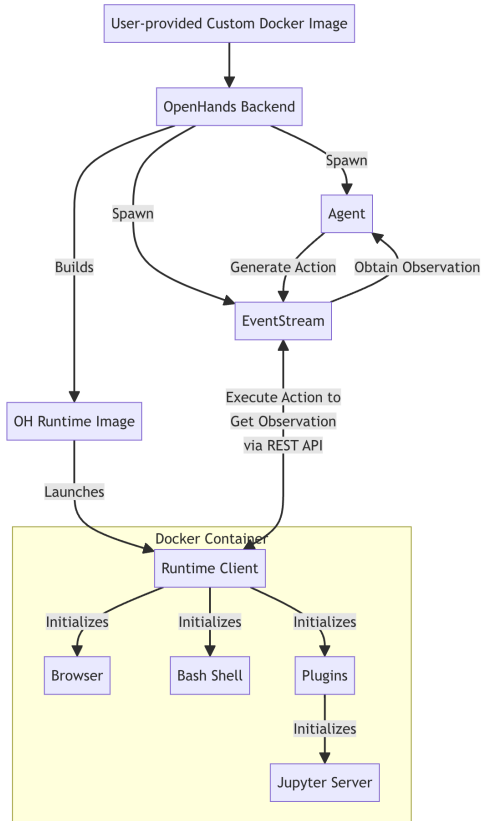 User-provided Custom Docker Image
OpenHands Backend
Spawn
Agent
Spawn
Builds
Generate Action
Obtain Observation
EventStream
Execute Action to
Get Observation
via REST API
OH Runtime Image
Launches
Docker Container
Runtime Client
Initializes
Initializes
Initializes
Browser
Bash Shell
Plugins
Initializes
Jupyter Server